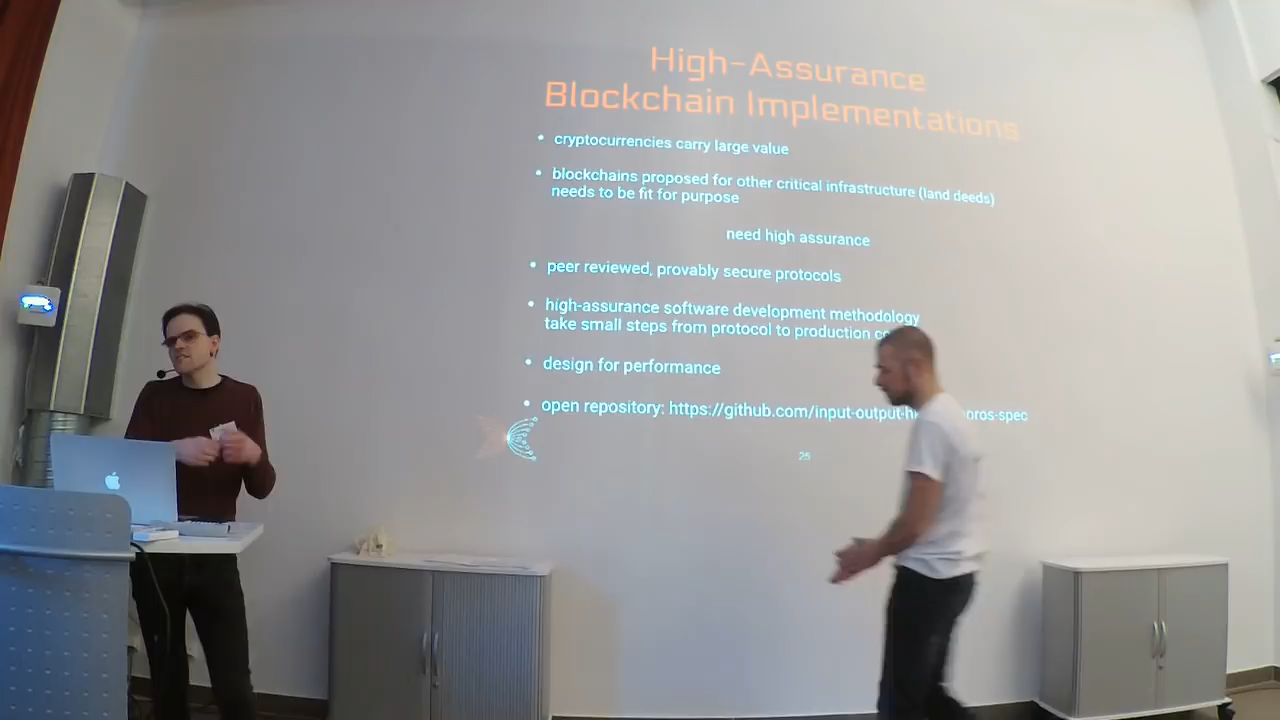 High-Assurance
Blockchain Implementations
• cryptocurrencies carry large value
• blockchains proposed for other critical infrastructure (land deeds)
needs to be fit for purpose
need high assurance
• peer reviewed, provably secure protocols
• high-assurance software development methodology
take small steps from protocol to production
• design for performance
• open repository: https://github.com/input-output-h oros-spec
25